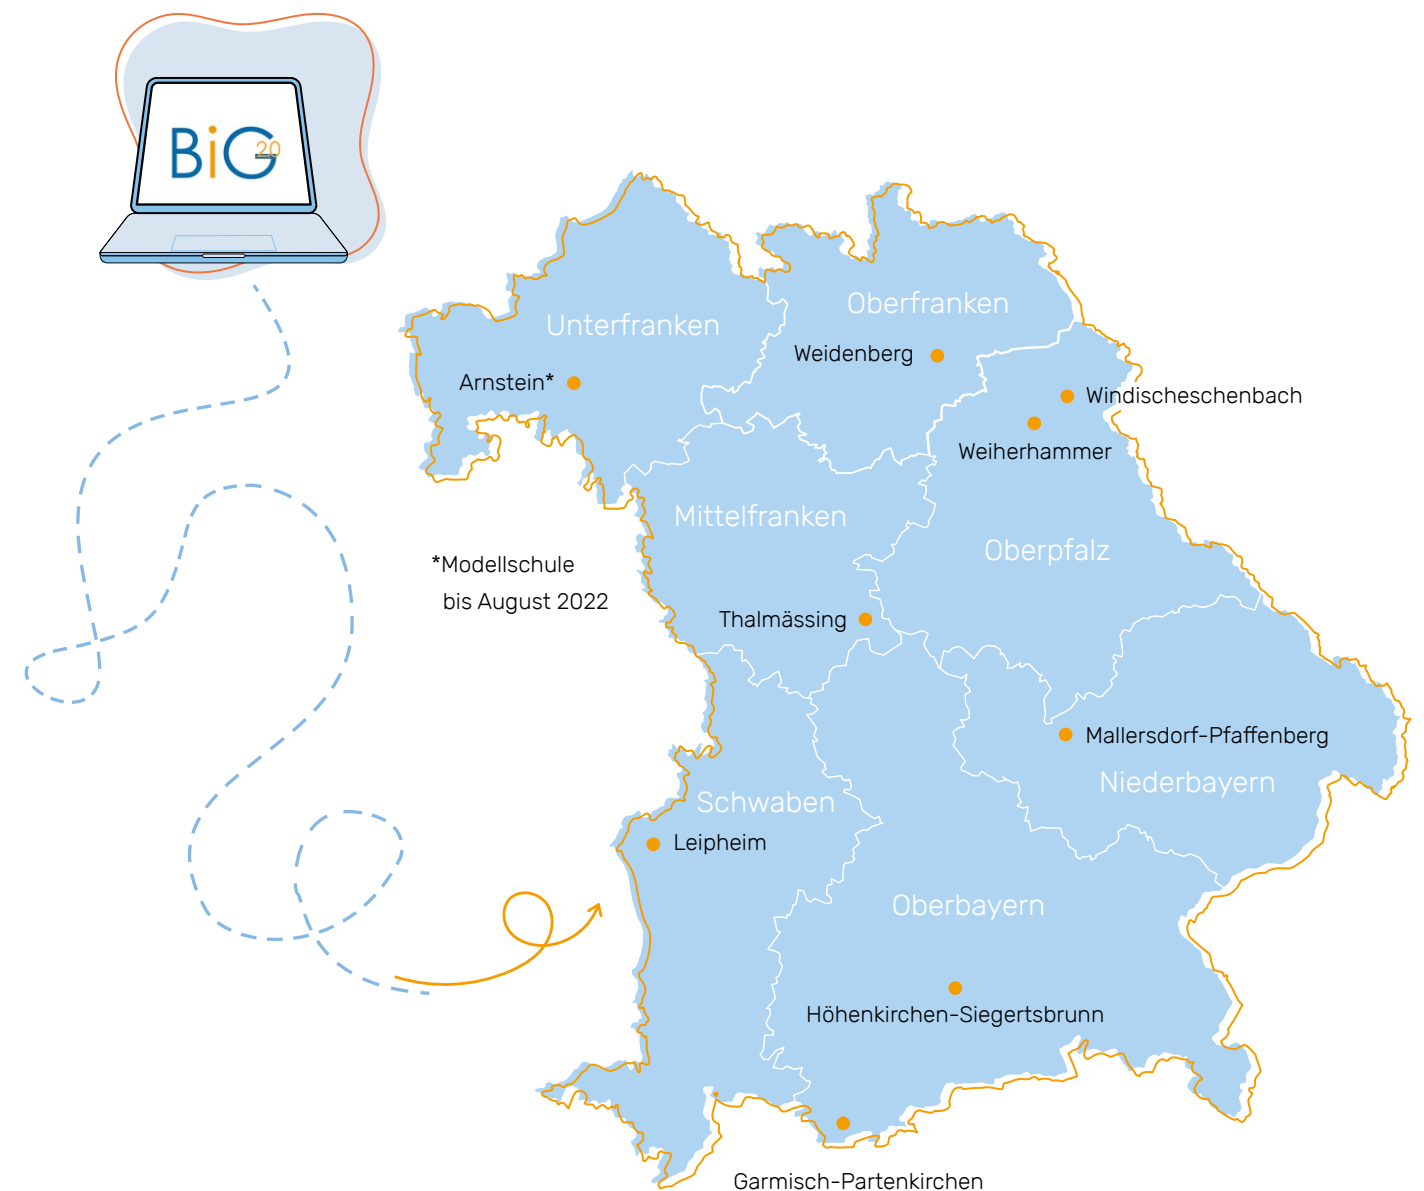 BiG 20
Oberfranken
Unterfranken
Weidenberg
Arnstein*
Windischeschenbach
Weiherhammer
Mittelfranken
Oberpfalz
*Modellschule
bis August 2022
Thalmässing
Mallersdorf-Pfaffenberg
Niederbayern
Schwaben
Leipheim
Oberbayern
Höhenkirchen-Siegertsbrunn
Garmisch-Partenkirchen